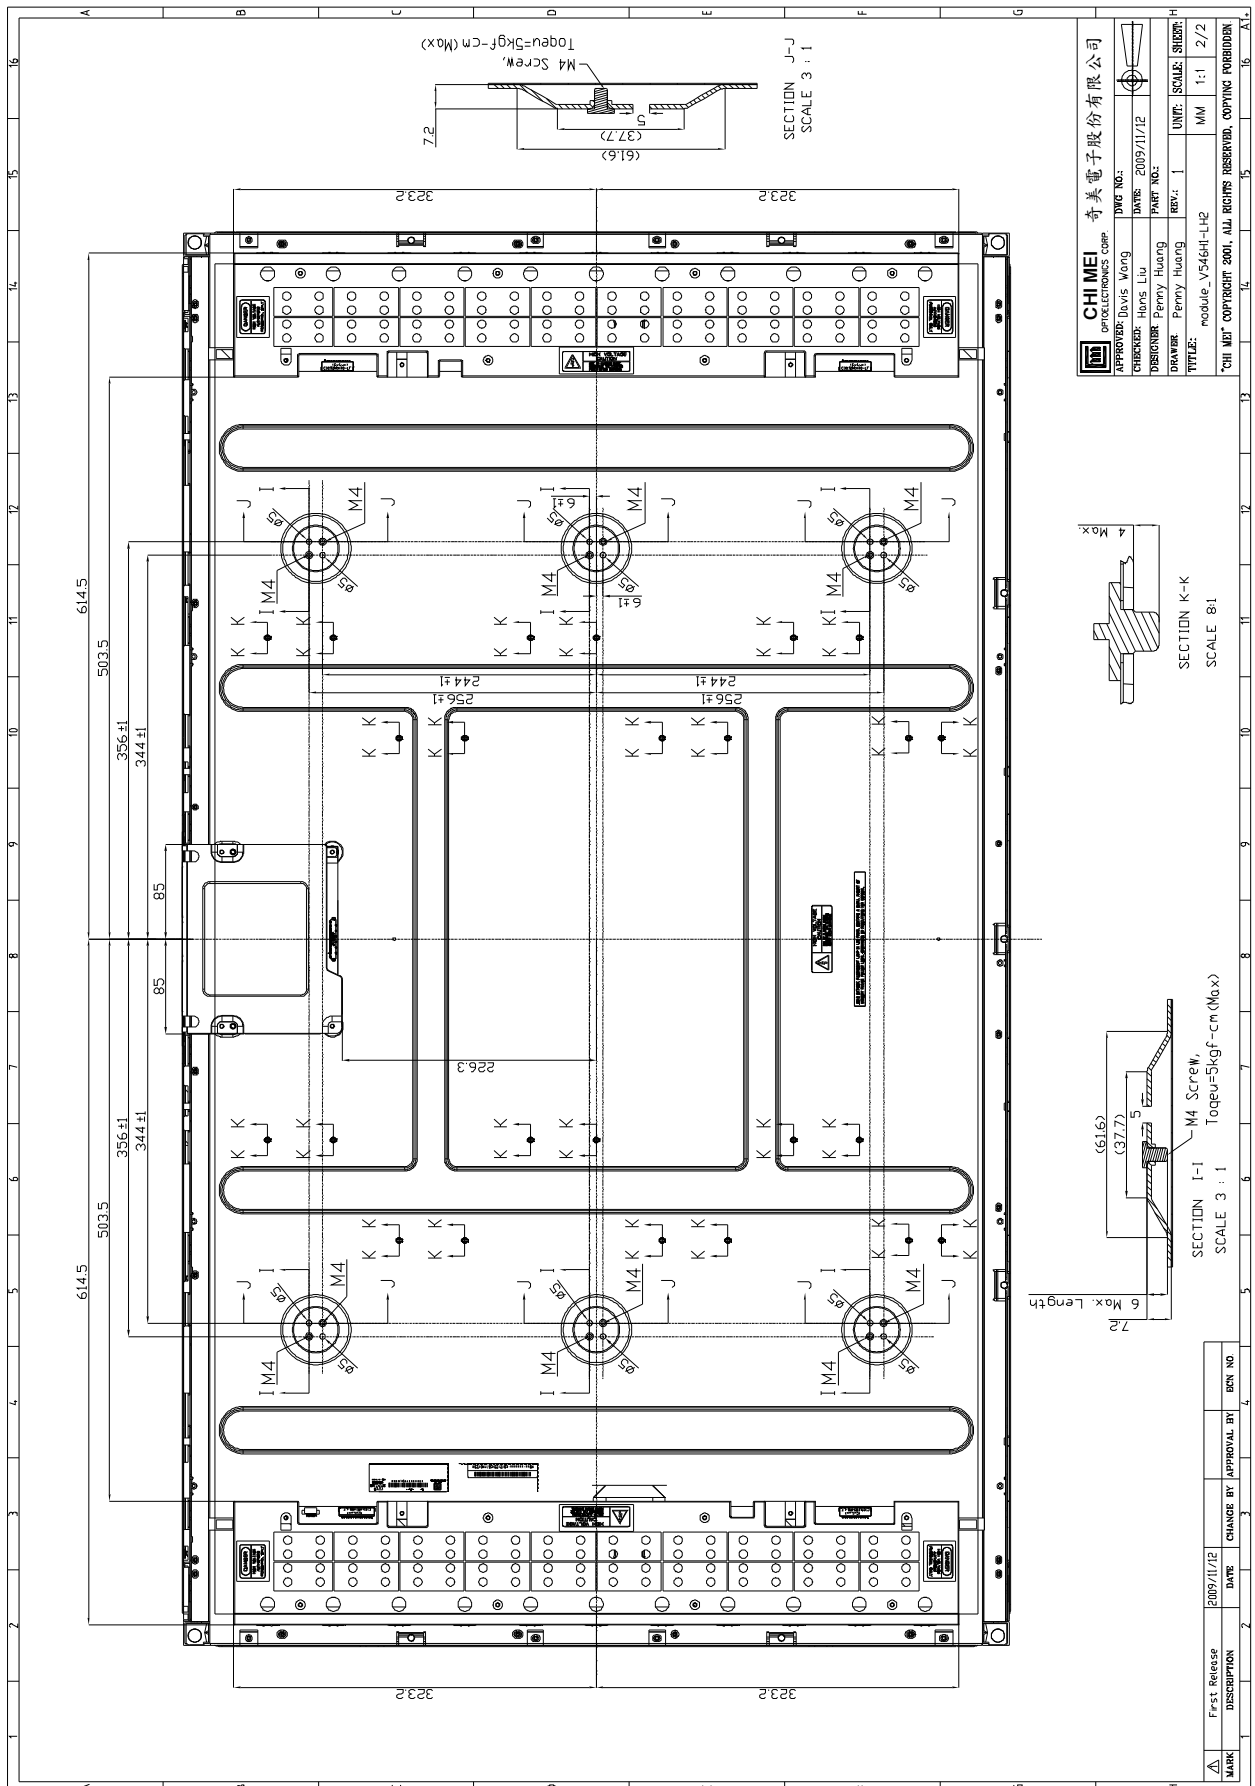 奇美電子股份有限公司
CHI MEI
OPTOELECTRONICS CORP.
APPROVED: Davis Wang
DWG NO.:
CHECKED: Hans Liu
DATE: 2009/11/12
DESIGNER: Penny Huang
PART NO.:
DRAWER: Penny Huang
REV.: 1
UNIT: MM
SCALE: 1:1
SHEET: 2/2
TITLE: module_V546H1-LH2
"CHI MEI" COPYRIGHT 2001, ALL RIGHTS RESERVED, COPYING FORBIDDEN.
A1
First Release
2009/11/12
MARK
DESCRIPTION
DATE
CHANGE BY
APPROVAL BY
ECN NO.
M4 Screw,
Toqeu=5kgf-cm(Max)
7.2
5
(37.7)
(61.6)
SECTION J-J
SCALE 3 : 1
4 Max.
SECTION K-K
SCALE 8:1
(61.6)
(37.7)
5
M4 Screw,
Toqeu=5kgf-cm(Max)
6 Max. Length
7.2
SECTION I-I
SCALE 3 : 1
614.5
614.5
503.5
503.5
356±1
356±1
344±1
344±1
85
85
226.3
323.2
323.2
323.2
323.2
244±1
244±1
256±1
256±1
6±1
6±1
I
J
K
M4
Ø5
HIGH VOLTAGE
CAUTION
1 2 3 4 5 6 7 8 9 10 11 12 13 14 15 16
A B C D E F G H